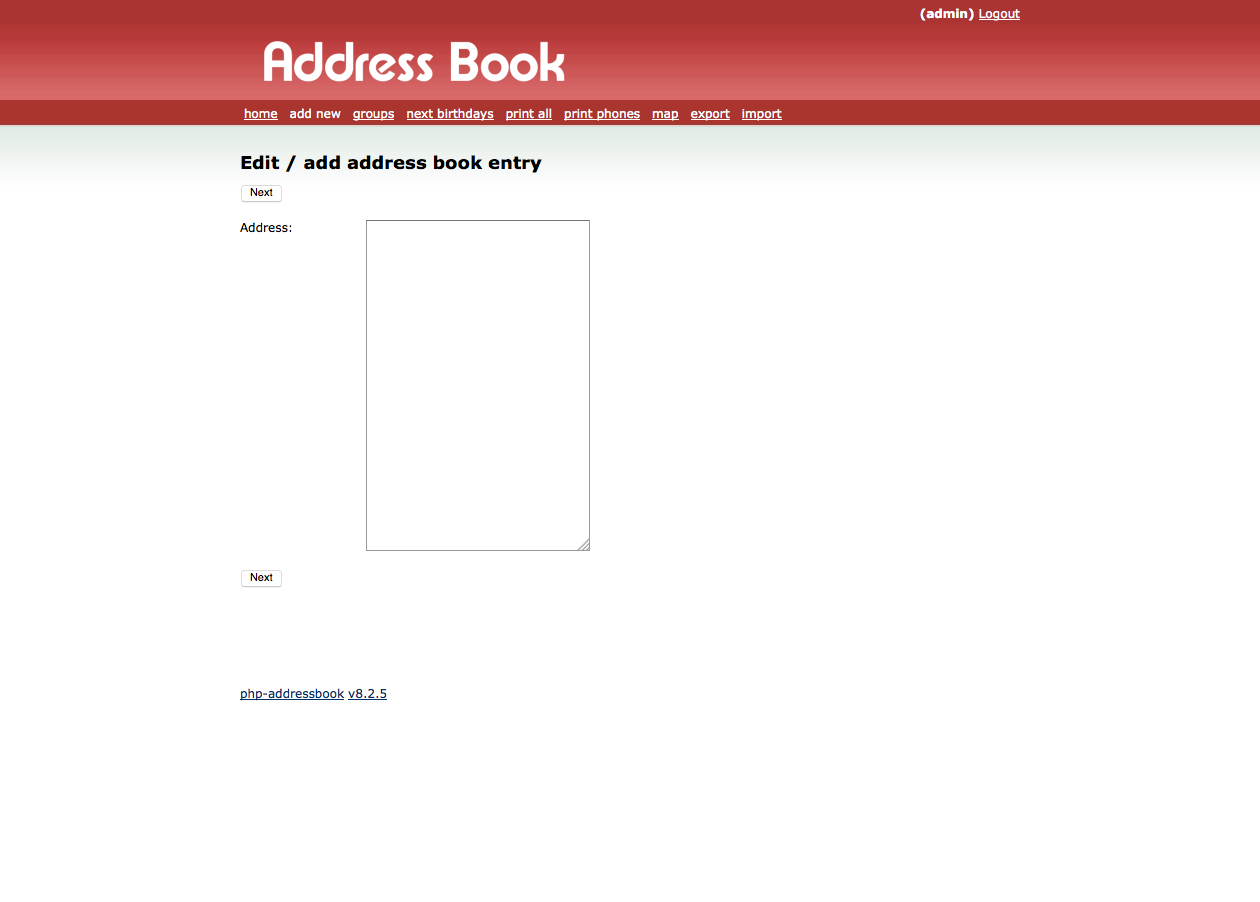 (admin) Logout
Address Book
home add new groups next birthdays print all print phones map export import
Edit / add address book entry
Next
Address:
Next
php-addressbook v8.2.5